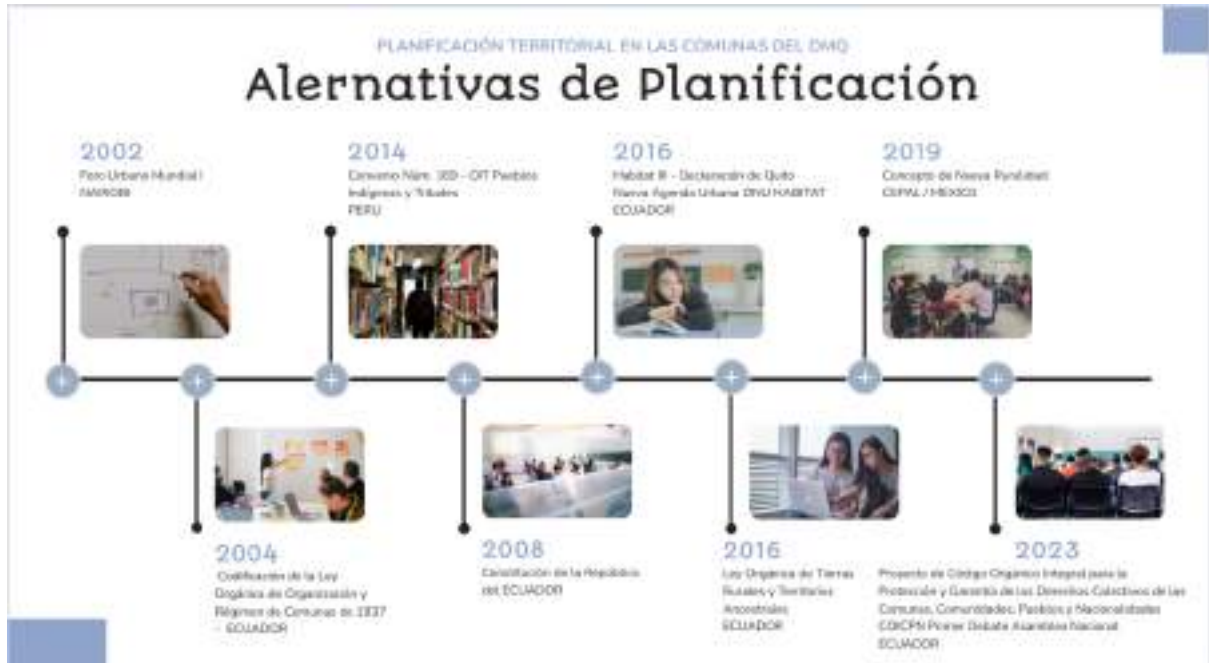 PLANIFICACIÓN TERRITORIAL EN LAS COMUNAS DEL DMQ
Alernativas de Planificación
2002
Foro Urbano Mundial I
NAIROBI
2014
Convenio Núm. 169 - OIT Pueblos
Indígenas y Tribales
PERU
2016
Habitat III - Declaración de Quito
Nueva Agenda Urbana ONU HABITAT
ECUADOR
2019
Concepto de Nueva Ruralidad
CEPAL / MEXICO
2004
Codificación de la Ley
Orgánica de Organización y
Régimen de Comunas de 1937
- ECUADOR
2008
Constitución de la República
del ECUADOR
2016
Ley Orgánica de Tierras
Rurales y Territorios
Ancestrales
ECUADOR
2023
Proyecto de Código Orgánico Integral para la
Protección y Garantía de los Derechos Colectivos de las
Comunas, Comunidades, Pueblos y Nacionalidades
COICPN Primer Debate Asamblea Nacional
ECUADOR